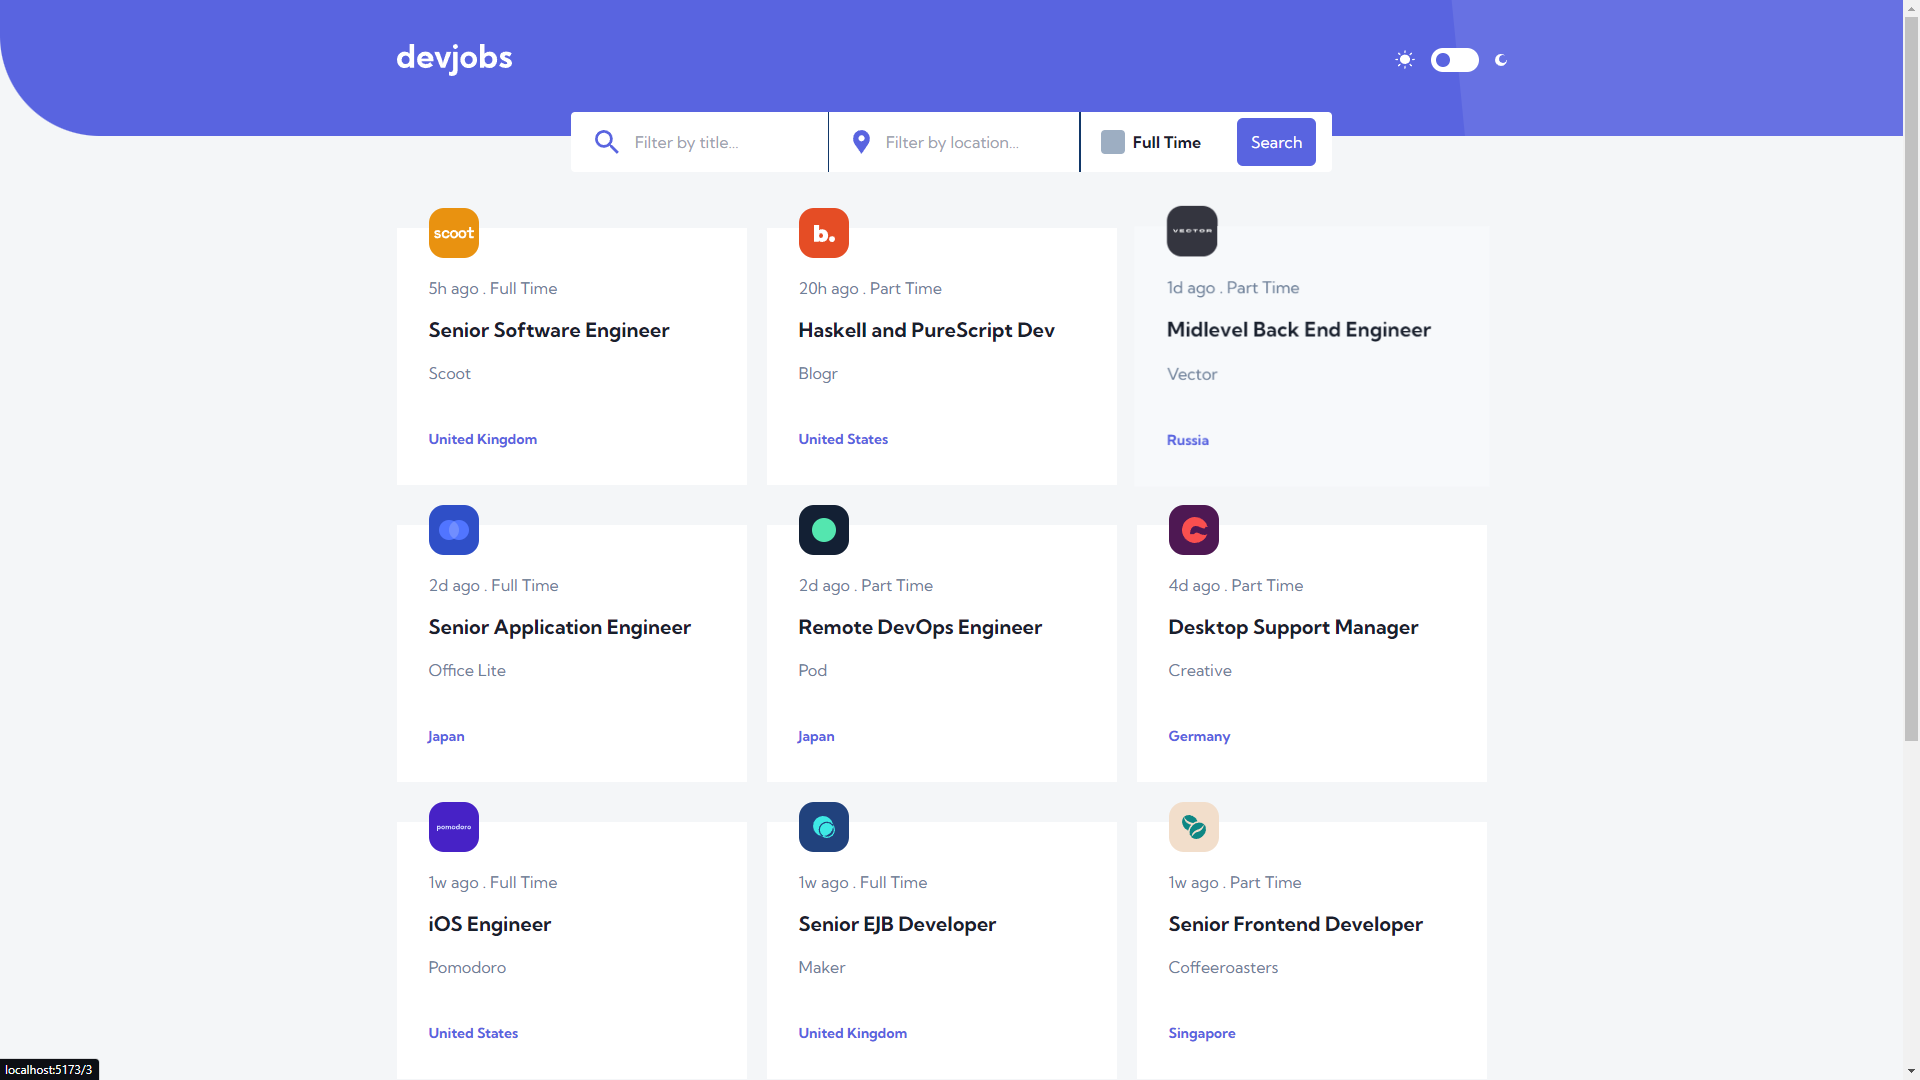 devjobs
Filter by title...
Filter by location...
Full Time
Search
scoot
5h ago . Full Time
Senior Software Engineer
Scoot
United Kingdom
b.
20h ago . Part Time
Haskell and PureScript Dev
Blogr
United States
VECTOR
1d ago . Part Time
Midlevel Back End Engineer
Vector
Russia
2d ago . Full Time
Senior Application Engineer
Office Lite
Japan
2d ago . Part Time
Remote DevOps Engineer
Pod
Japan
4d ago . Part Time
Desktop Support Manager
Creative
Germany
pomodoro
1w ago . Full Time
iOS Engineer
Pomodoro
United States
1w ago . Full Time
Senior EJB Developer
Maker
United Kingdom
1w ago . Part Time
Senior Frontend Developer
Coffeeroasters
Singapore
localhost:5173/3